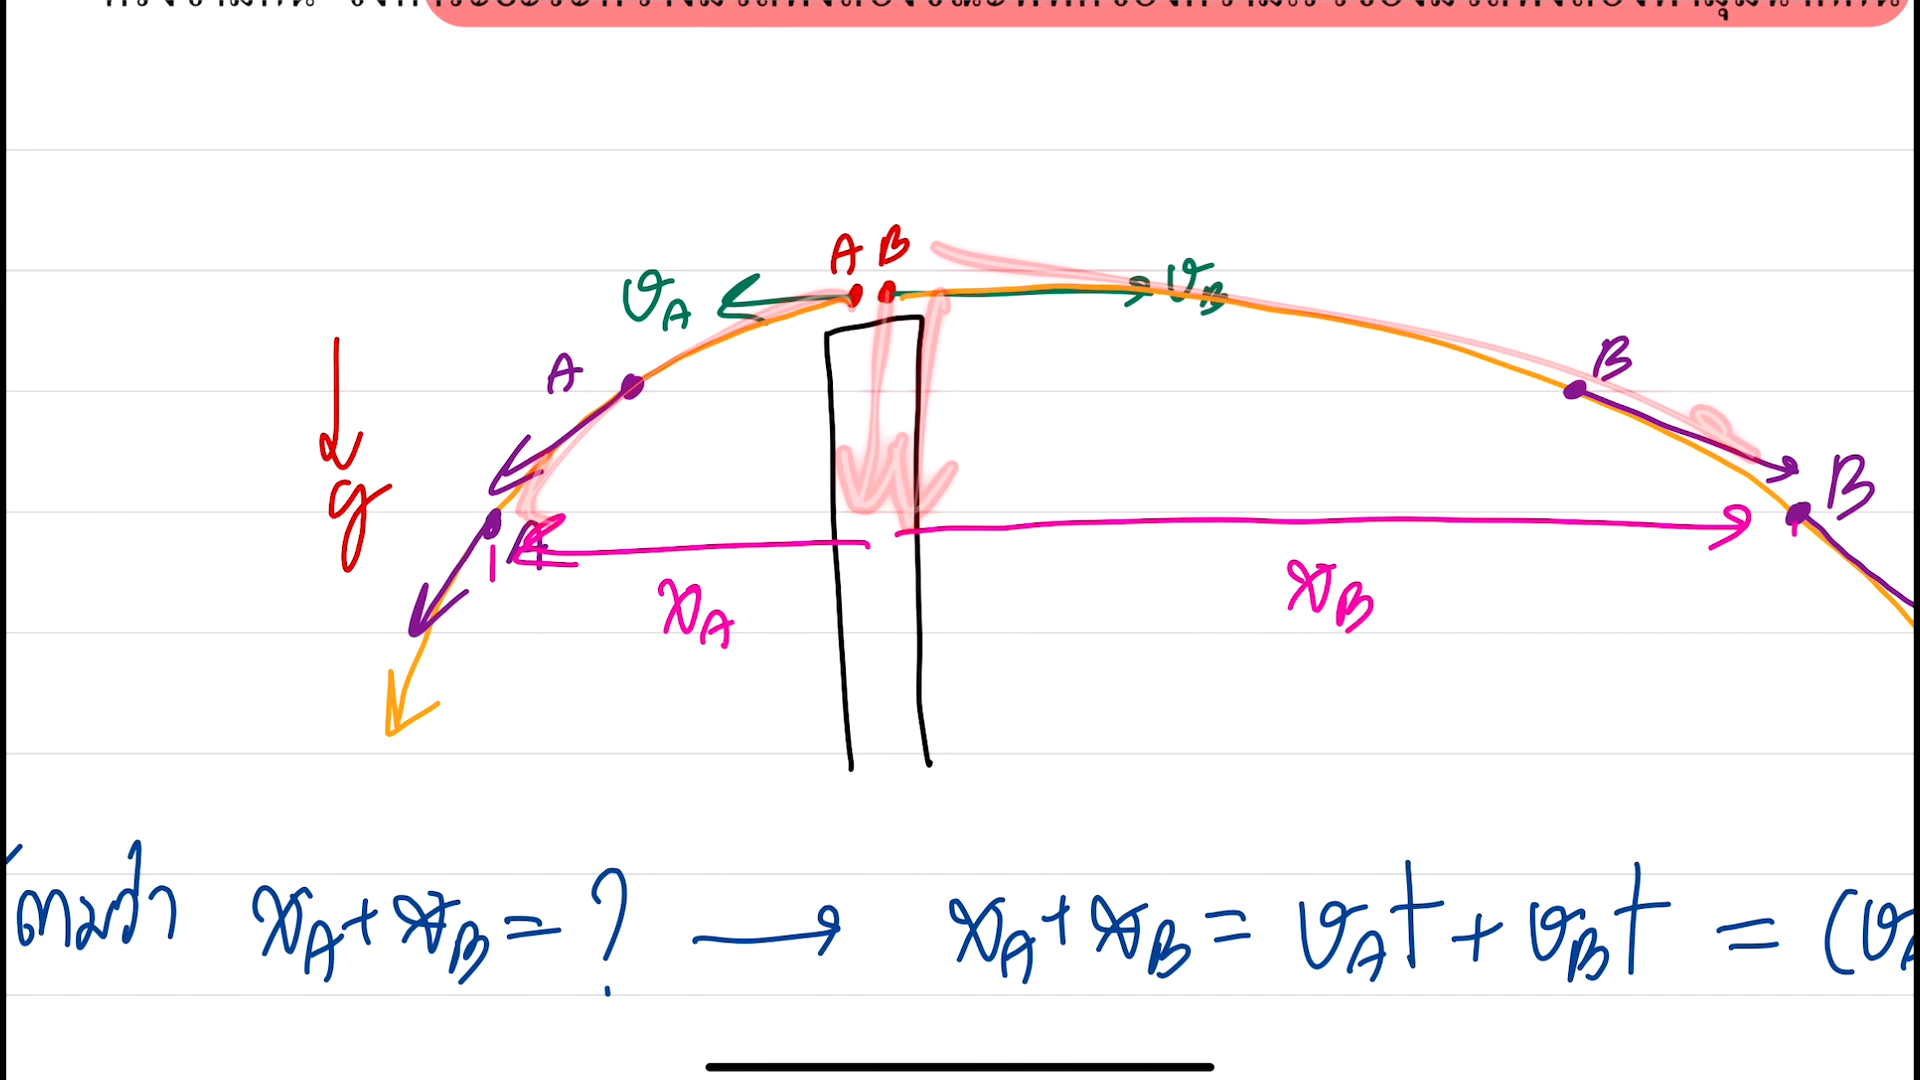 A B
v_A v_B
A B
g
A B
x_A x_B
ถามว่า x_A + x_B = ? → x_A + x_B = v_A t + v_B t = (v_A